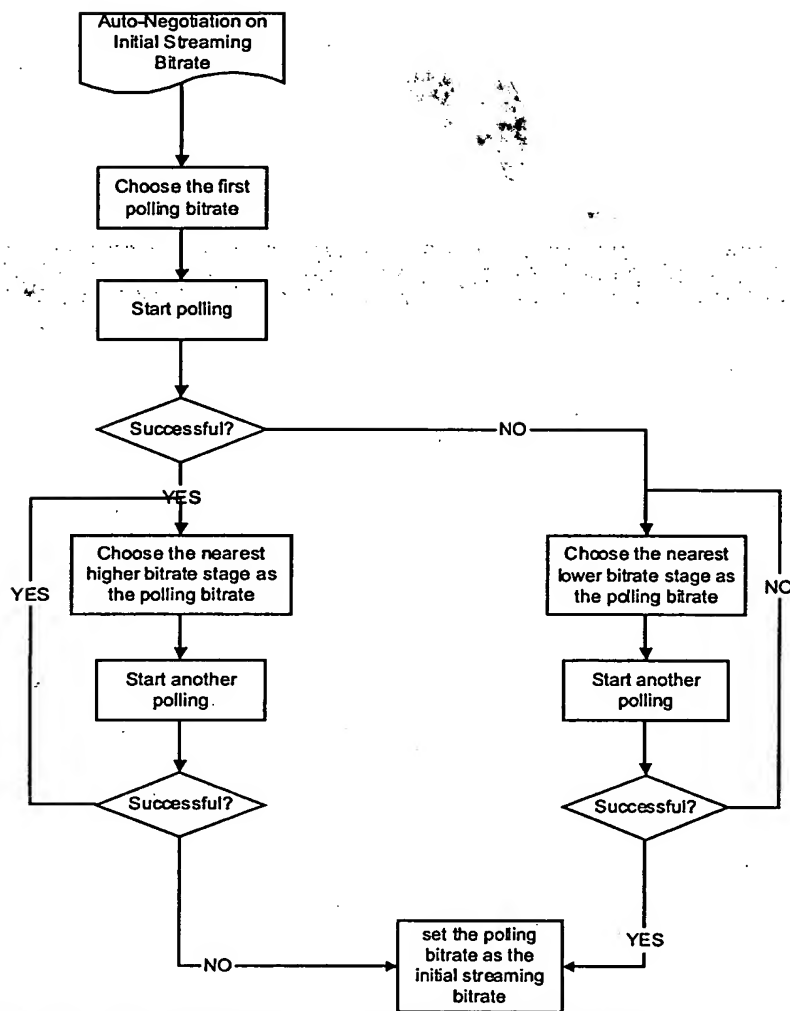 Auto-Negotiation on
Initial Streaming
Bitrate
Choose the first
polling bitrate
Start polling
Successful?
NO
YES
Choose the nearest
higher bitrate stage as
the polling bitrate
YES
Choose the nearest
lower bitrate stage as
the polling bitrate
NO
Start another
polling
Start another
polling
Successful?
Successful?
NO
set the polling
bitrate as the
initial streaming
bitrate
YES